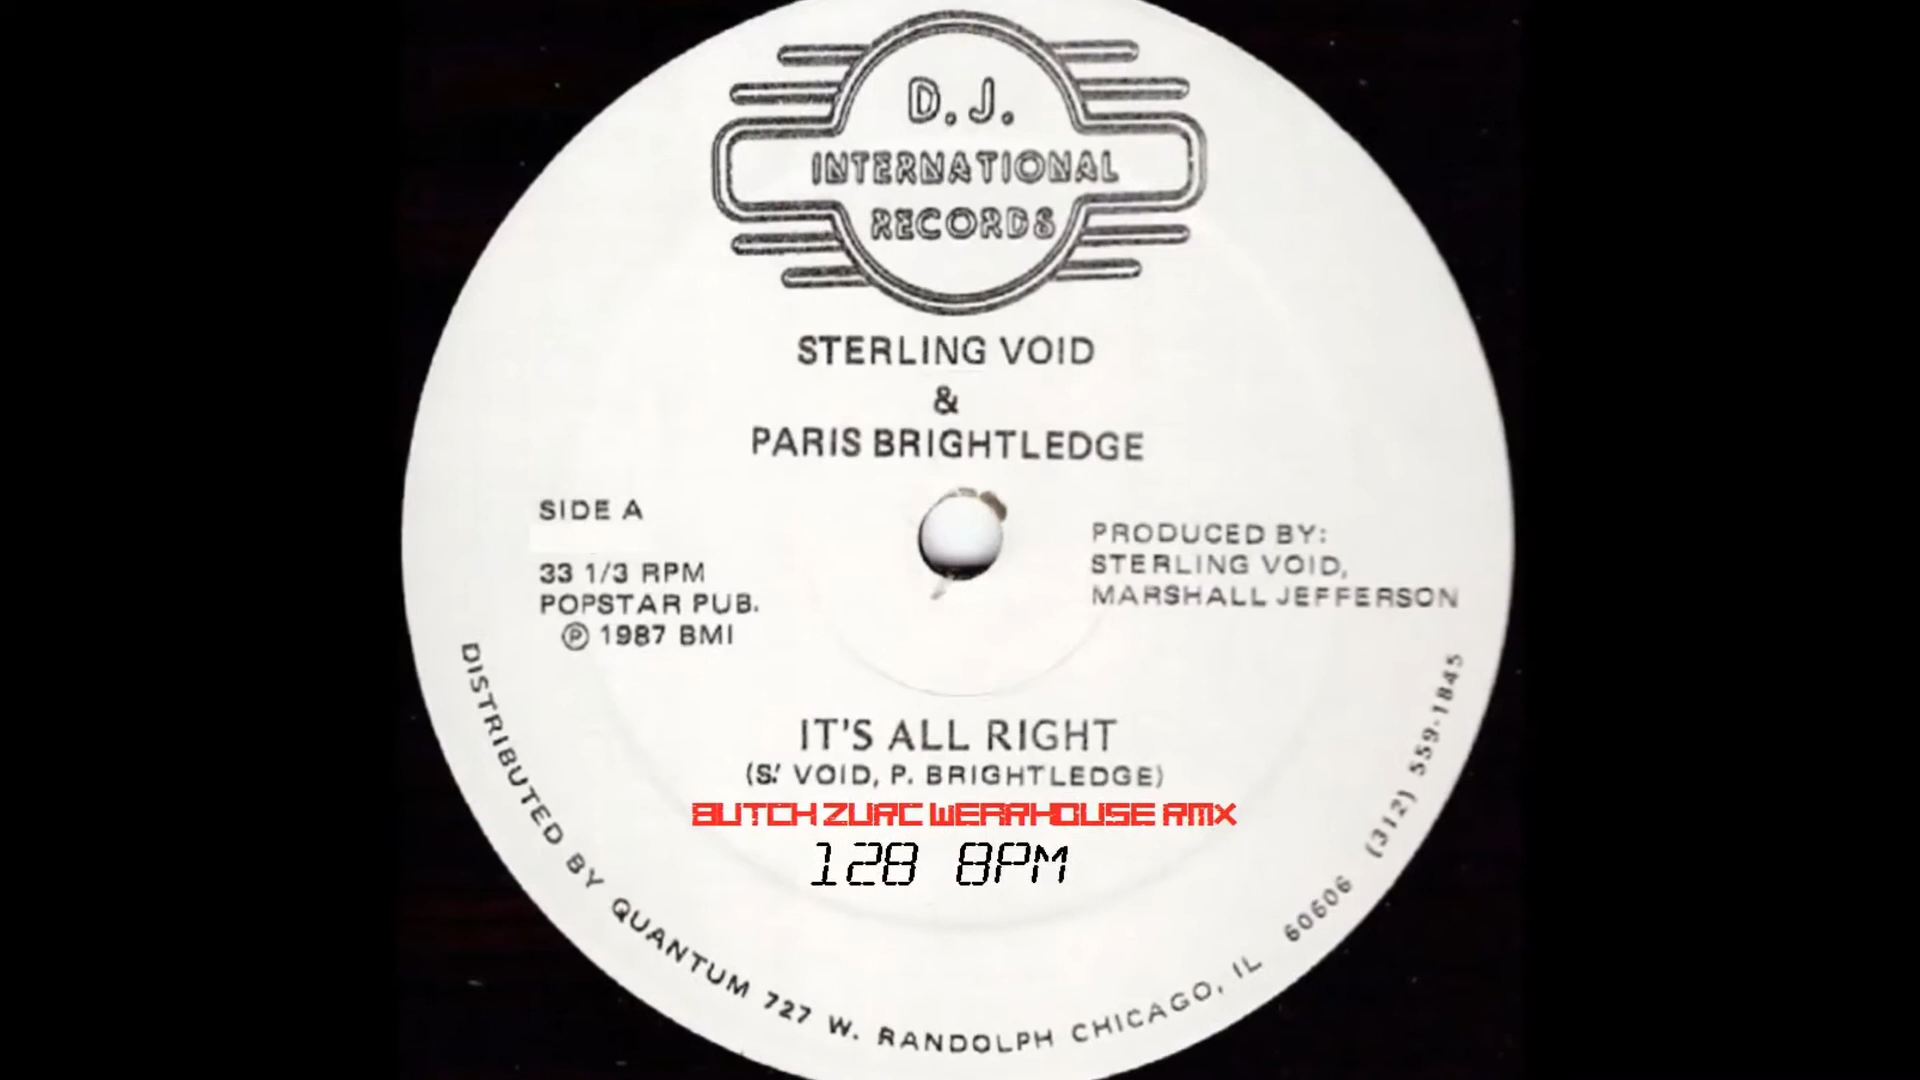 D.J.
INTERNATIONAL
RECORDS
STERLING VOID
&
PARIS BRIGHTLEDGE
SIDE A
33 1/3 RPM
POPSTAR PUB.
Ⓟ 1987 BMI
PRODUCED BY:
STERLING VOID,
MARSHALL JEFFERSON
IT'S ALL RIGHT
(S. VOID, P. BRIGHTLEDGE)
BUTCH ZURC WEARHOUSE RMX
128 BPM
DISTRIBUTED BY QUANTUM 727 W. RANDOLPH CHICAGO, IL 60606 (312) 559-1845